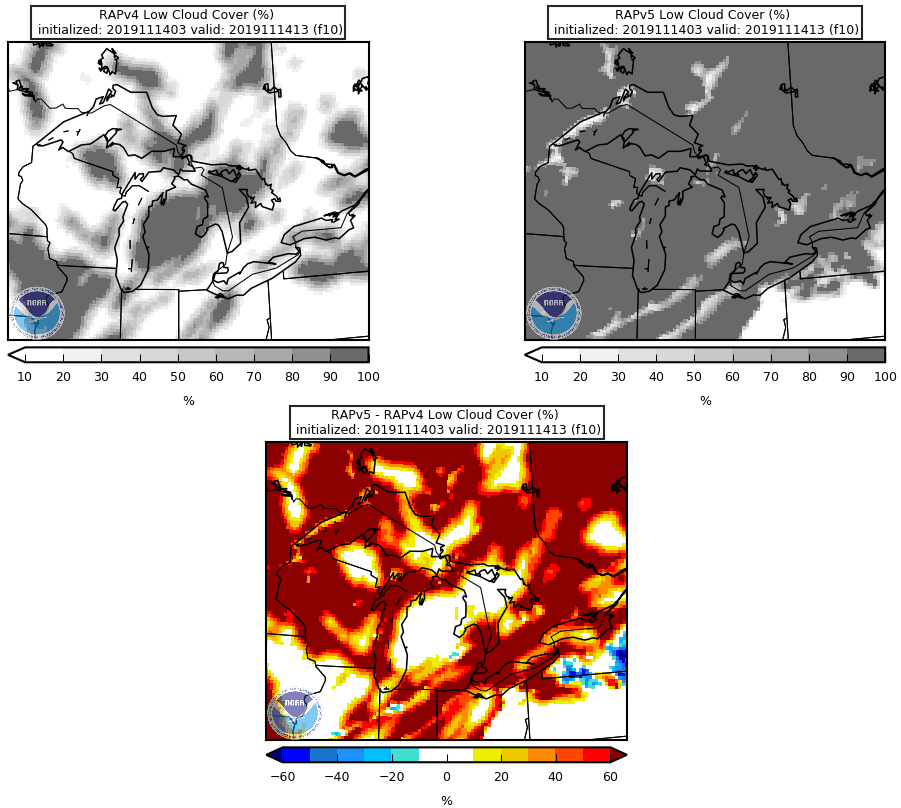 RAPv4 Low Cloud Cover (%)
initialized: 2019111403 valid: 2019111413 (f10)
NOAA
10 20 30 40 50 60 70 80 90 100
%
RAPv5 Low Cloud Cover (%)
initialized: 2019111403 valid: 2019111413 (f10)
NOAA
10 20 30 40 50 60 70 80 90 100
%
RAPv5 - RAPv4 Low Cloud Cover (%)
initialized: 2019111403 valid: 2019111413 (f10)
NOAA
−60 −40 −20 0 20 40 60
%